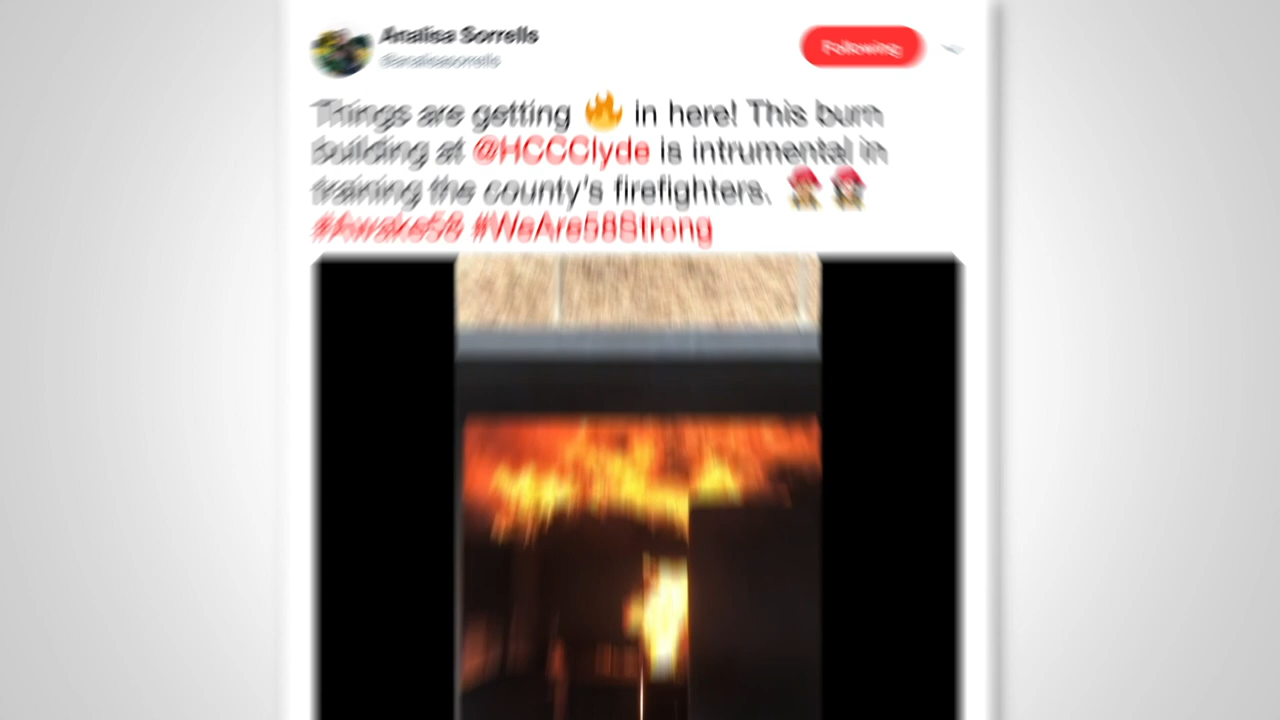 Analisa Sorrells
@analisasorrells
Following
Things are getting 🔥 in here! This burn
building at @HCCClyde is intrumental in
training the county's firefighters. 👩‍🚒👩‍🚒
#Awake58 #WeAre58Strong